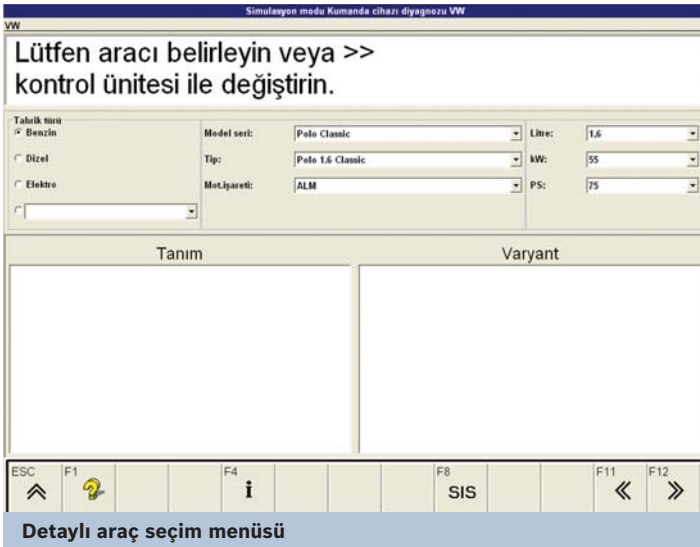 Simulasyon modu Kumanda cihazı diyagnozu VW
VW
Lütfen aracı belirleyin veya >>
kontrol ünitesi ile değiştirin.
Tahrik türü
Benzin Model seri: Polo Classic Litre: 1,6
Dizel Tip: Polo 1.6 Classic kW: 55
Elektro Mot.işareti: ALM PS: 75
Tanım Varyant
ESC F1 F4 F8 F11 F12
i SIS
Detaylı araç seçim menüsü